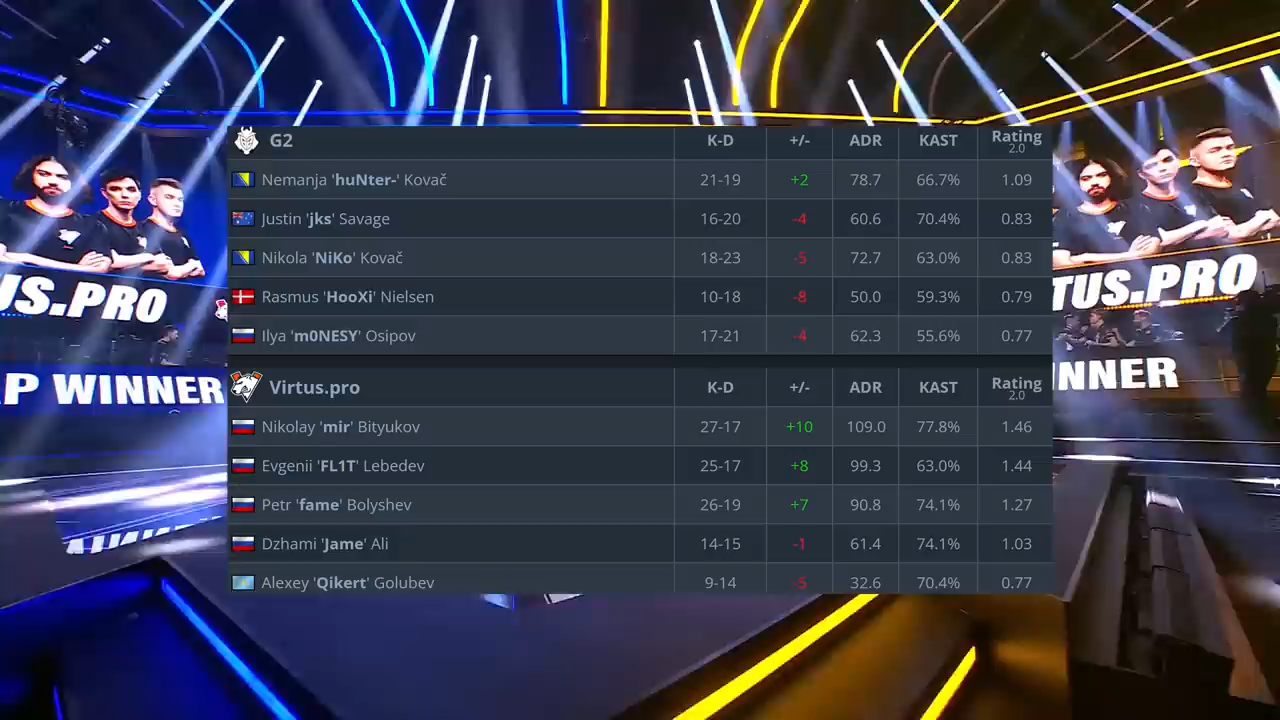 G2 K-D +/- ADR KAST Rating 2.0
Nemanja 'huNter-' Kovač 21-19 +2 78.7 66.7% 1.09
Justin 'jks' Savage 16-20 -4 60.6 70.4% 0.83
Nikola 'NiKo' Kovač 18-23 -5 72.7 63.0% 0.83
Rasmus 'HooXi' Nielsen 10-18 -8 50.0 59.3% 0.79
Ilya 'm0NESY' Osipov 17-21 -4 62.3 55.6% 0.77
Virtus.pro K-D +/- ADR KAST Rating 2.0
Nikolay 'mir' Bityukov 27-17 +10 109.0 77.8% 1.46
Evgenii 'FL1T' Lebedev 25-17 +8 99.3 63.0% 1.44
Petr 'fame' Bolyshev 26-19 +7 90.8 74.1% 1.27
Dzhami 'Jame' Ali 14-15 -1 61.4 74.1% 1.03
Alexey 'Qikert' Golubev 9-14 -5 32.6 70.4% 0.77
US.PRO
P WINNER
TUS.PRO
NNER